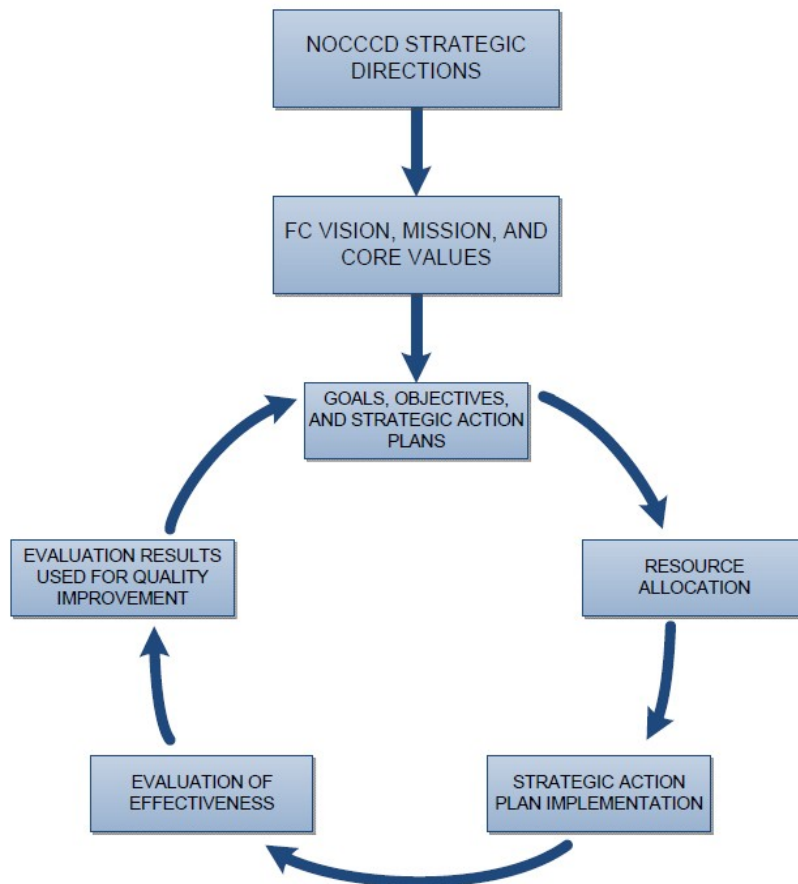 NOCCCD STRATEGIC
DIRECTIONS
FC VISION, MISSION, AND
CORE VALUES
GOALS, OBJECTIVES,
AND STRATEGIC ACTION
PLANS
RESOURCE
ALLOCATION
STRATEGIC ACTION
PLAN IMPLEMENTATION
EVALUATION OF
EFFECTIVENESS
EVALUATION RESULTS
USED FOR QUALITY
IMPROVEMENT